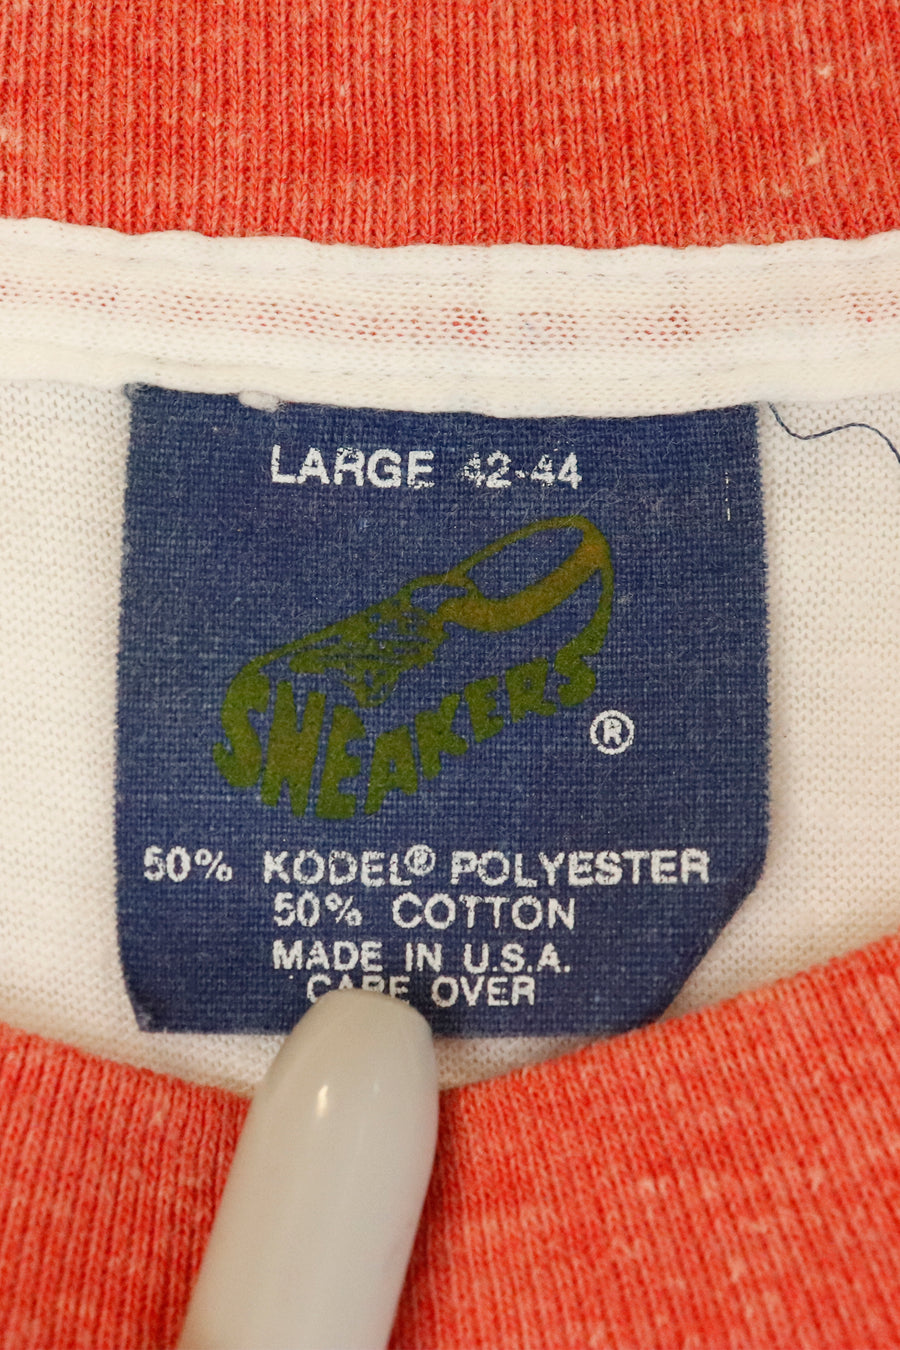 LARGE 42-44
SNEAKERS
®
50% KODEL® POLYESTER
50% COTTON
MADE IN U.S.A.
CARE OVER